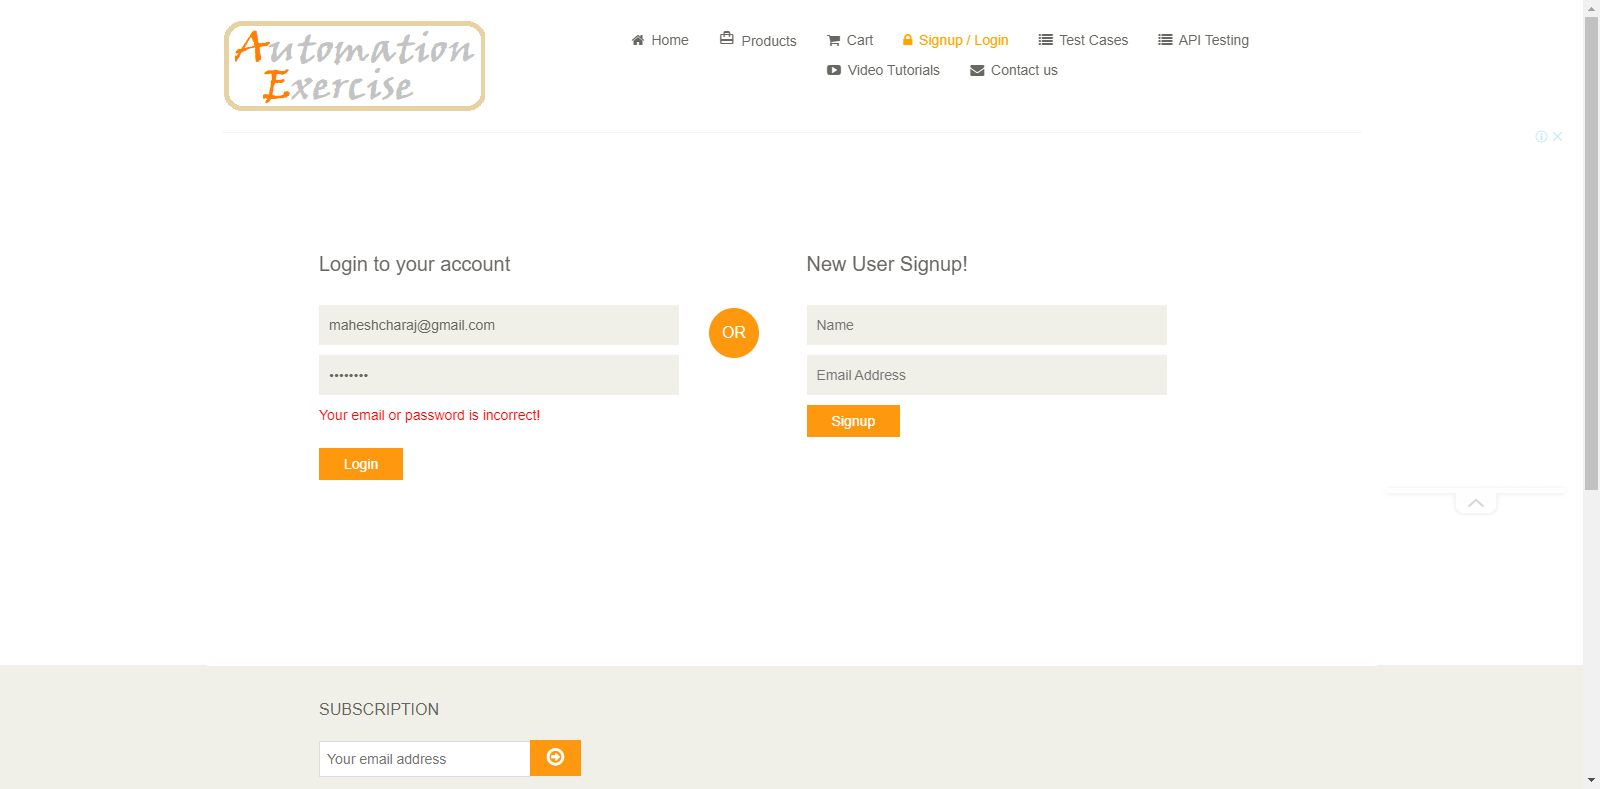 Automation
Exercise
Home Products Cart Signup / Login Test Cases API Testing
Video Tutorials Contact us
Login to your account
maheshcharaj@gmail.com
••••••••
Your email or password is incorrect!
Login
OR
New User Signup!
Name
Email Address
Signup
SUBSCRIPTION
Your email address